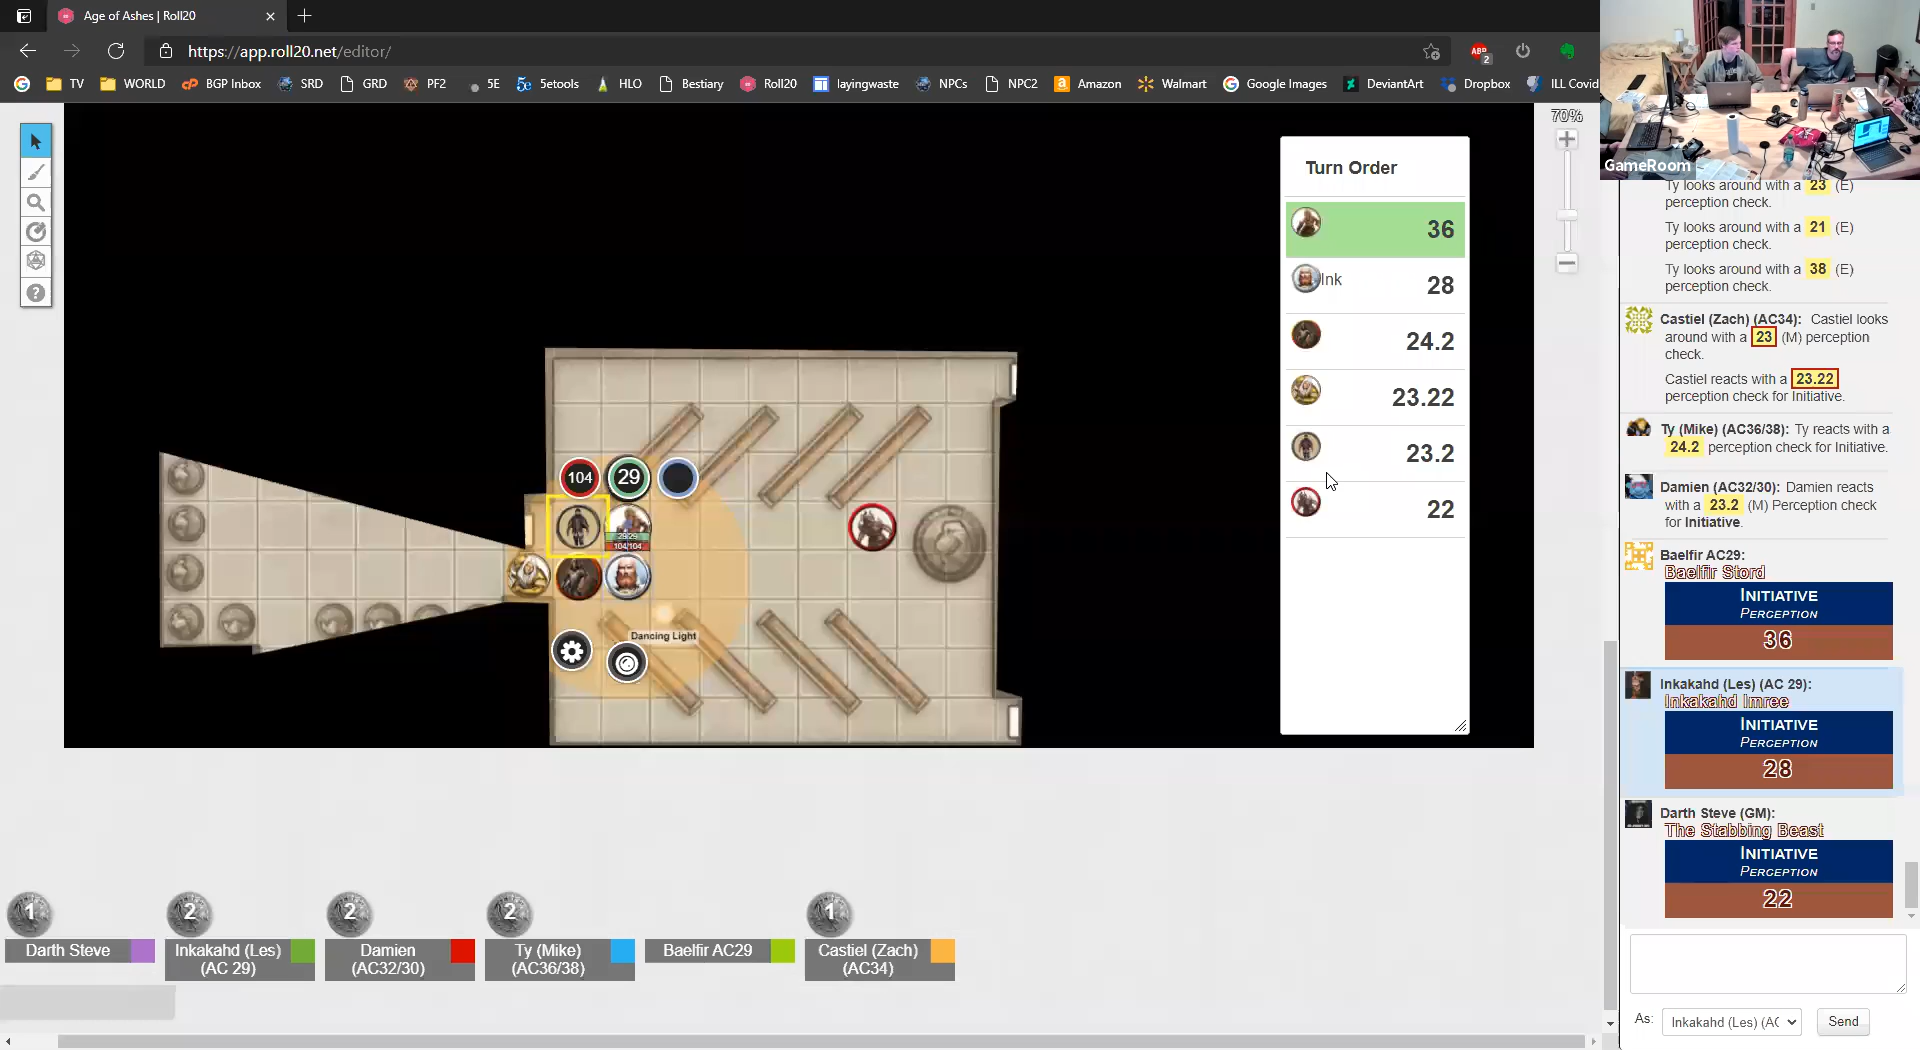 Age of Ashes | Roll20
https://app.roll20.net/editor/
ABP
2
TV
WORLD
BGP Inbox
SRD
GRD
PF2
5E
5etools
HLO
Bestiary
Roll20
layingwaste
NPCs
NPC2
Amazon
Walmart
Google Images
DeviantArt
Dropbox
ILL Covid
GameRoom
70%
Turn Order
36
Ink
28
24.2
23.22
23.2
22
104
29
29/29
104/104
Dancing Light
Ty looks around with a 23 (E)
perception check.
Ty looks around with a 21 (E)
perception check.
Ty looks around with a 38 (E)
perception check.
Castiel (Zach) (AC34): Castiel looks
around with a 23 (M) perception
check.
Castiel reacts with a 23.22
perception check for Initiative.
Ty (Mike) (AC36/38): Ty reacts with a
24.2 perception check for Initiative.
Damien (AC32/30): Damien reacts
with a 23.2 (M) Perception check
for Initiative.
Baelfir AC29:
Baelfir Stord
INITIATIVE
PERCEPTION
36
Inkakahd (Les) (AC 29):
Inkakahd Imree
INITIATIVE
PERCEPTION
28
Darth Steve (GM):
The Stabbing Beast
INITIATIVE
PERCEPTION
22
As:
Inkakahd (Les) (AC
Send
1
Darth Steve
2
Inkakahd (Les)
(AC 29)
2
Damien
(AC32/30)
2
Ty (Mike)
(AC36/38)
Baelfir AC29
1
Castiel (Zach)
(AC34)